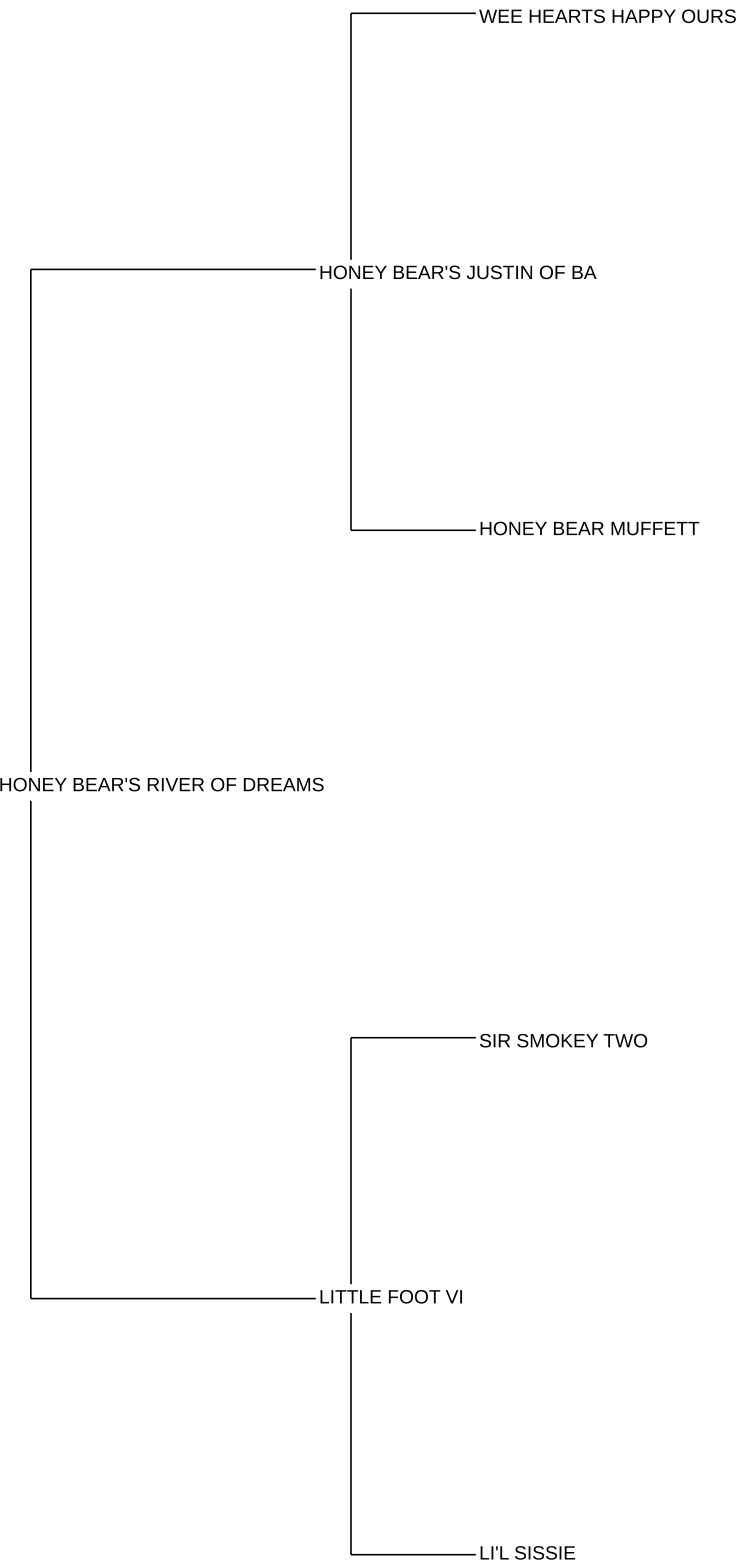 WEE HEARTS HAPPY OURS
HONEY BEAR'S JUSTIN OF BA
HONEY BEAR MUFFETT
HONEY BEAR'S RIVER OF DREAMS
SIR SMOKEY TWO
LITTLE FOOT VI
LI'L SISSIE